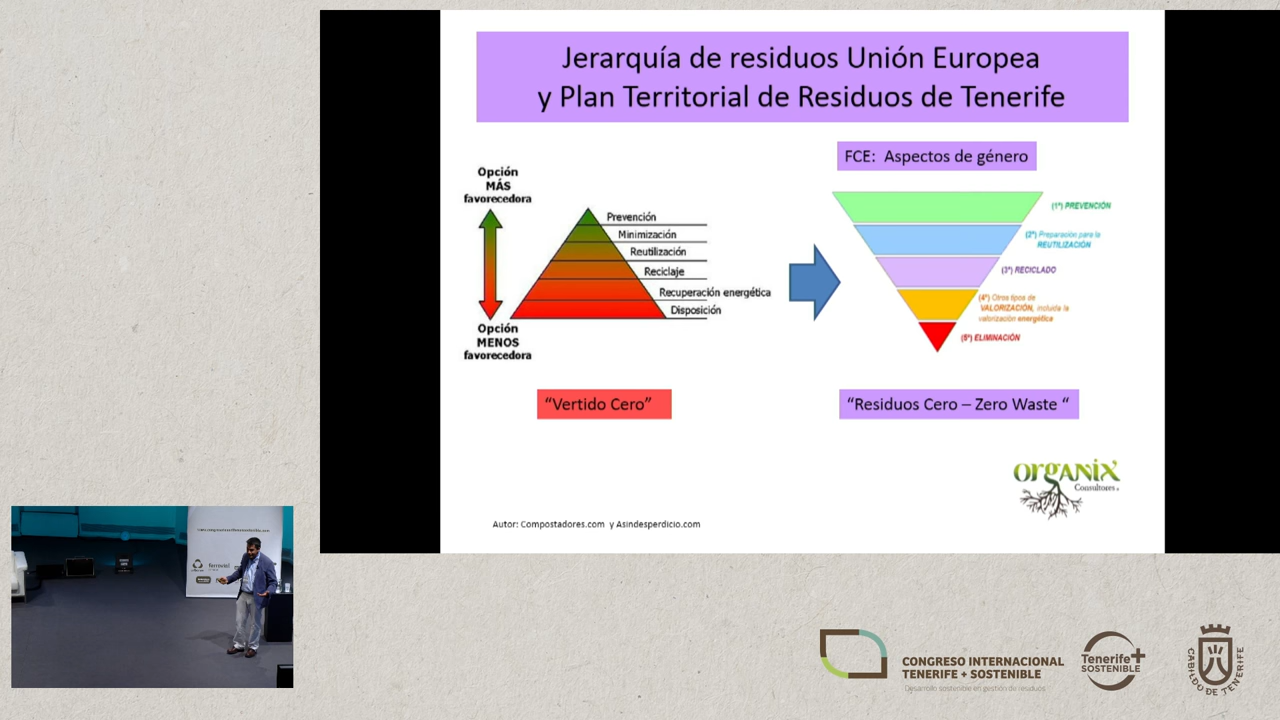 Jerarquía de residuos Unión Europea
y Plan Territorial de Residuos de Tenerife
FCE: Aspectos de género
Opción
MÁS
favorecedora
Prevención
Minimización
Reutilización
Reciclaje
Recuperación energética
Disposición
Opción
MENOS
favorecedora
(1º) PREVENCIÓN
(2º) Preparación para la
REUTILIZACIÓN
(3º) RECICLADO
(4º) Otros tipos de
VALORIZACIÓN, incluida la
valorización energética
(5º) ELIMINACIÓN
“Vertido Cero”
“Residuos Cero – Zero Waste “
organix
Consultores.
Autor: Compostadores.com y Asindesperdicio.com
ferrovial
CONGRESO INTERNACIONAL
TENERIFE + SOSTENIBLE
Desarrollo sostenible en gestión de residuos
Tenerife+
SOSTENIBLE
CABILDO DE TENERIFE